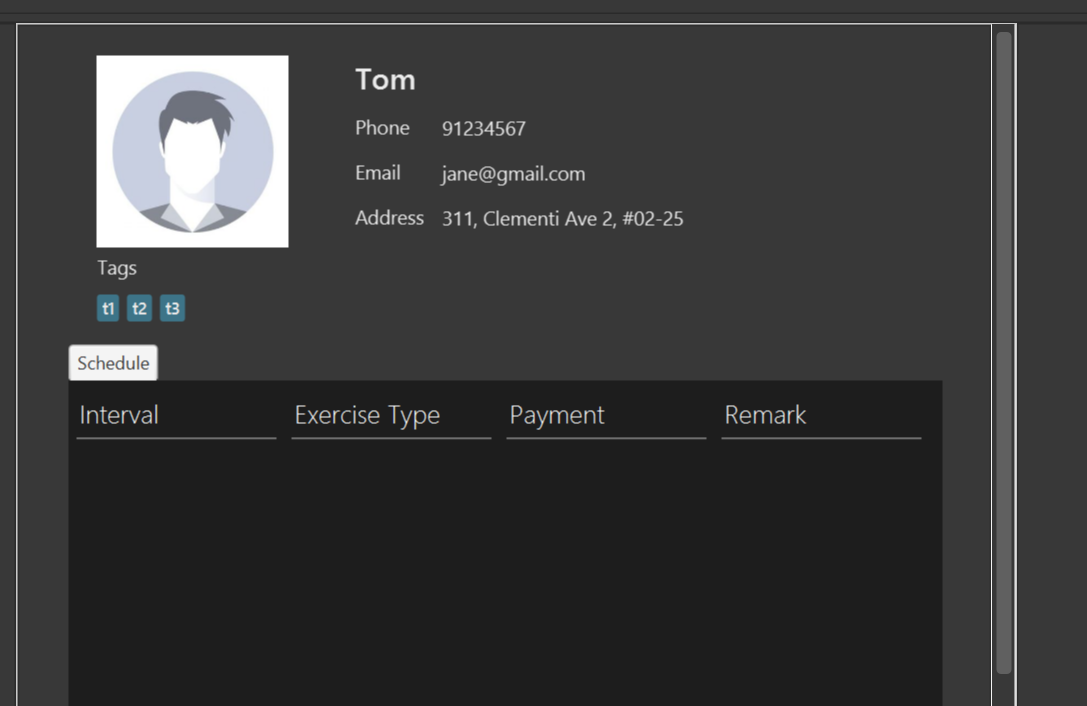 Tom
Phone 91234567
Email jane@gmail.com
Address 311, Clementi Ave 2, #02-25
Tags
t1 t2 t3
Schedule
Interval Exercise Type Payment Remark